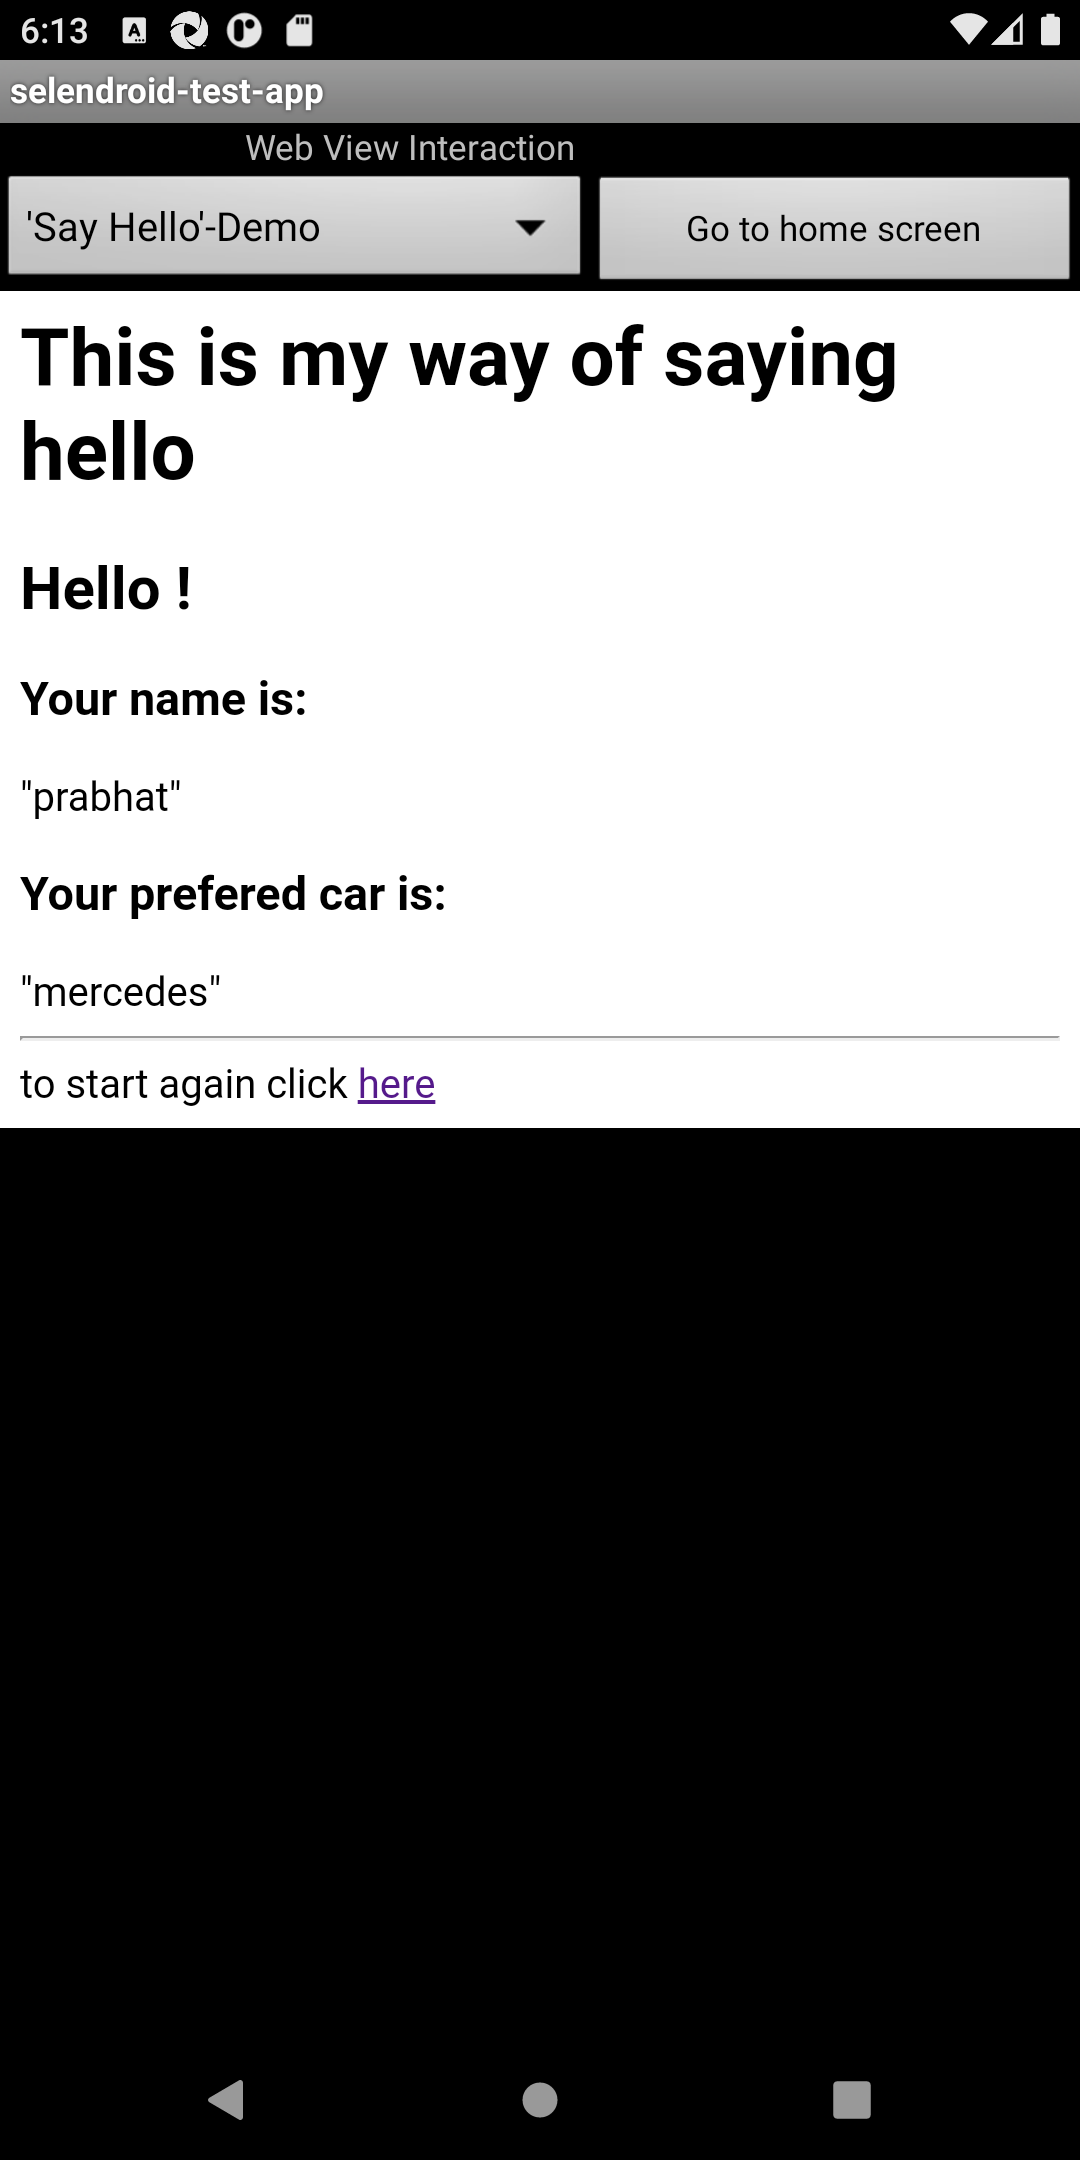 6:13
selendroid-test-app
Web View Interaction
'Say Hello'-Demo
Go to home screen
This is my way of saying
hello
Hello !
Your name is:
"prabhat"
Your prefered car is:
"mercedes"
to start again click here